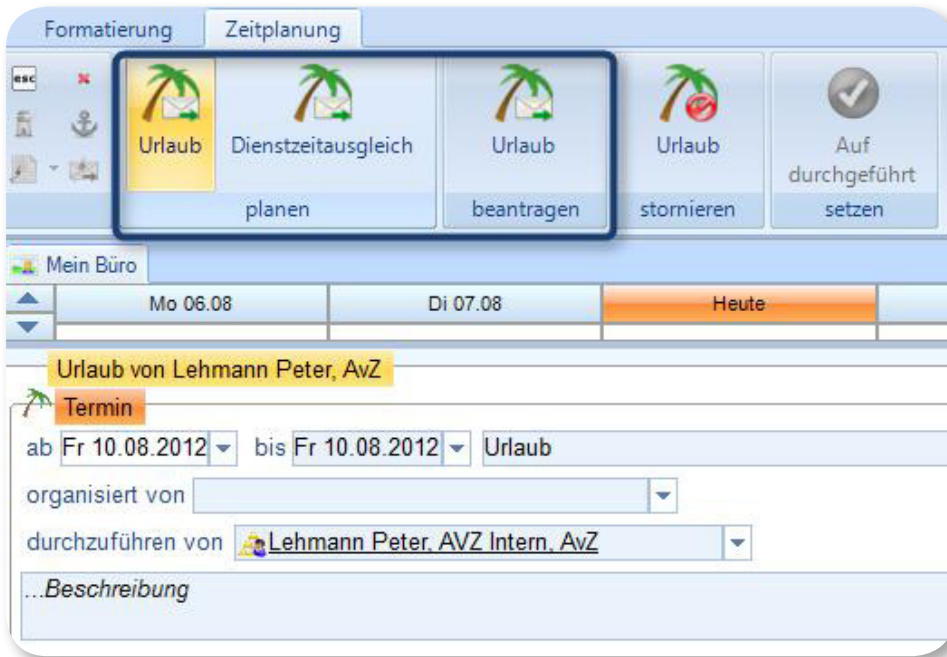 Formatierung Zeitplanung
esc
Urlaub Dienstzeitausgleich Urlaub Urlaub Auf
durchgeführt
planen beantragen stornieren setzen
Mein Büro
Mo 06.08 Di 07.08 Heute
Urlaub von Lehmann Peter, AvZ
Termin
ab Fr 10.08.2012 bis Fr 10.08.2012 Urlaub
organisiert von
durchzuführen von Lehmann Peter, AVZ Intern, AvZ
...Beschreibung